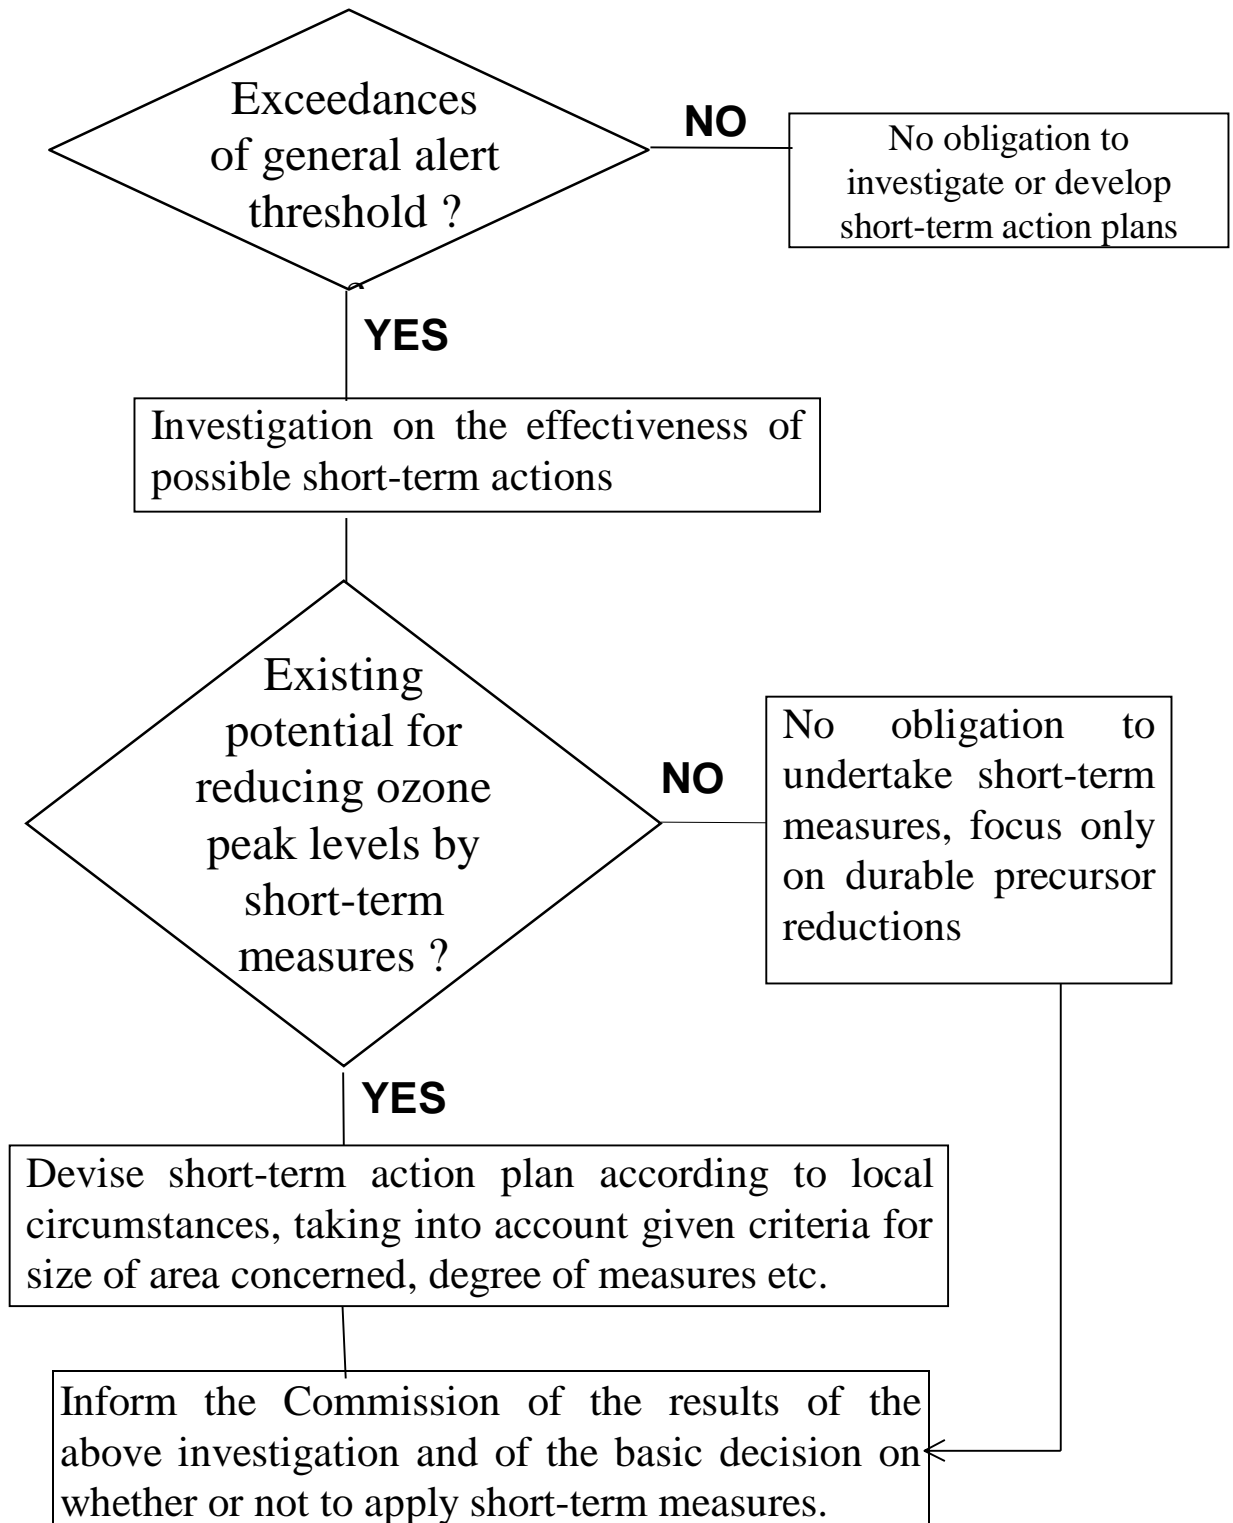 Exceedances
of general alert
threshold ?
NO
No obligation to
investigate or develop
short-term action plans
YES
Investigation on the effectiveness of
possible short-term actions
Existing
potential for
reducing ozone
peak levels by
short-term
measures ?
NO
No obligation to
undertake short-term
measures, focus only
on durable precursor
reductions
YES
Devise short-term action plan according to local
circumstances, taking into account given criteria for
size of area concerned, degree of measures etc.
Inform the Commission of the results of the
above investigation and of the basic decision on
whether or not to apply short-term measures.